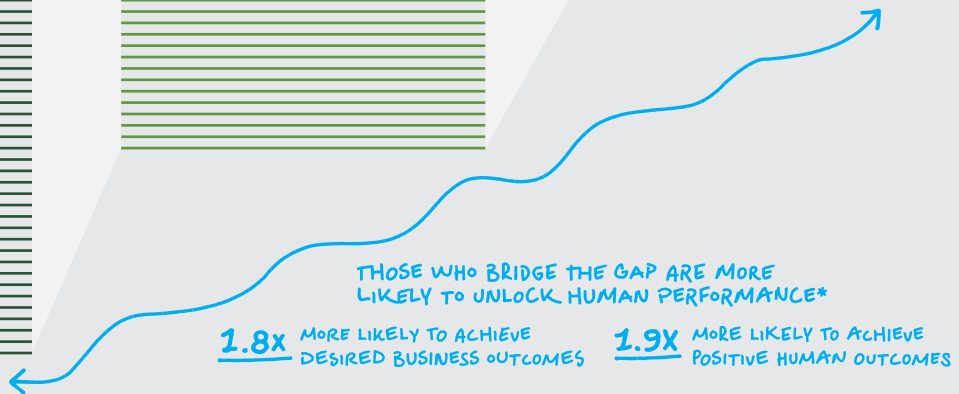 THOSE WHO BRIDGE THE GAP ARE MORE
LIKELY TO UNLOCK HUMAN PERFORMANCE*
1.8X MORE LIKELY TO ACHIEVE
DESIRED BUSINESS OUTCOMES
1.9X MORE LIKELY TO ACHIEVE
POSITIVE HUMAN OUTCOMES